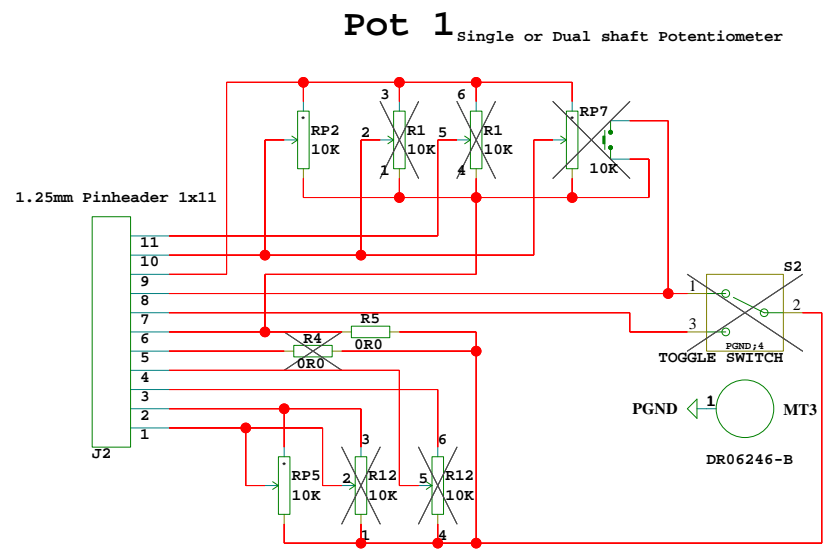 Pot 1 Single or Dual shaft Potentiometer
3 6 RP7
RP2 2 R1 5 R1
10K 10K 10K
1 4 10K
1.25mm Pinheader 1x11
11
10
9
8
7
6
5
4
3
2
1
J2
R5
0R0
R4
0R0
S2
1
2
3
PGND;4
TOGGLE SWITCH
PGND 1 MT3
DR06246-B
3 6
RP5 2 R12 5 R12
10K 10K 10K
1 4